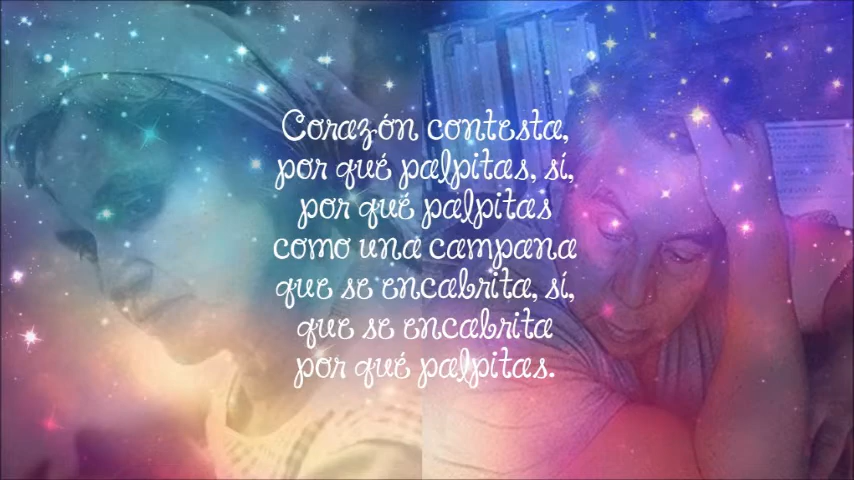 Corazón contesta,
por qué palpitas, sí,
por qué palpitas
como una campana
que se encabrita, sí,
que se encabrita
por qué palpitas.